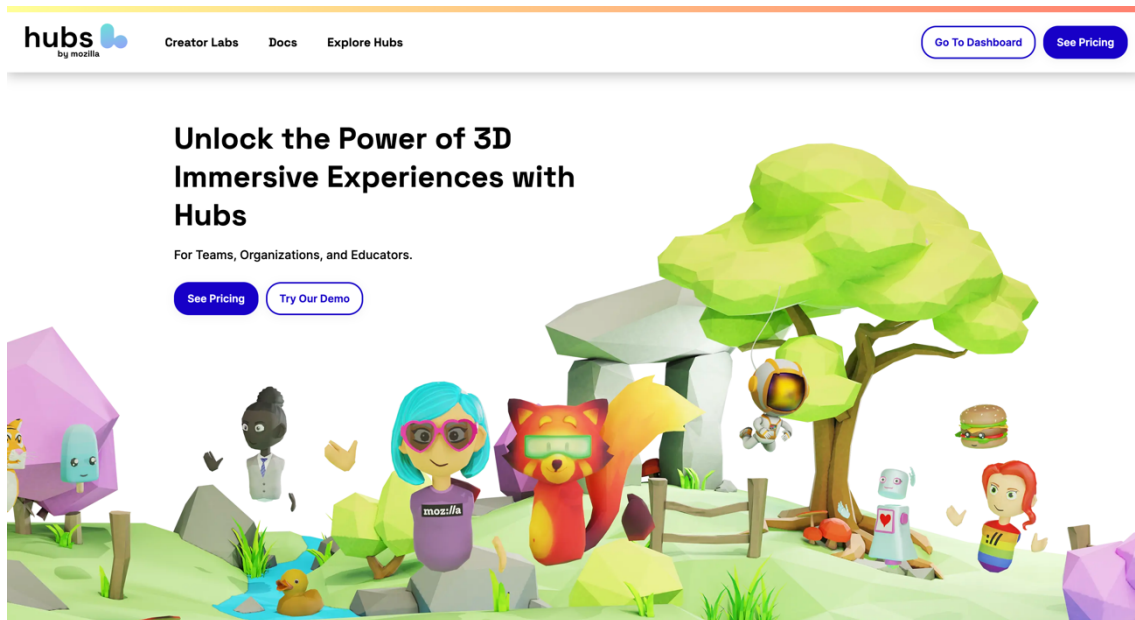 hubs
by mozilla
Creator Labs
Docs
Explore Hubs
Go To Dashboard
See Pricing
Unlock the Power of 3D
Immersive Experiences with
Hubs
For Teams, Organizations, and Educators.
See Pricing
Try Our Demo
moz://a
://